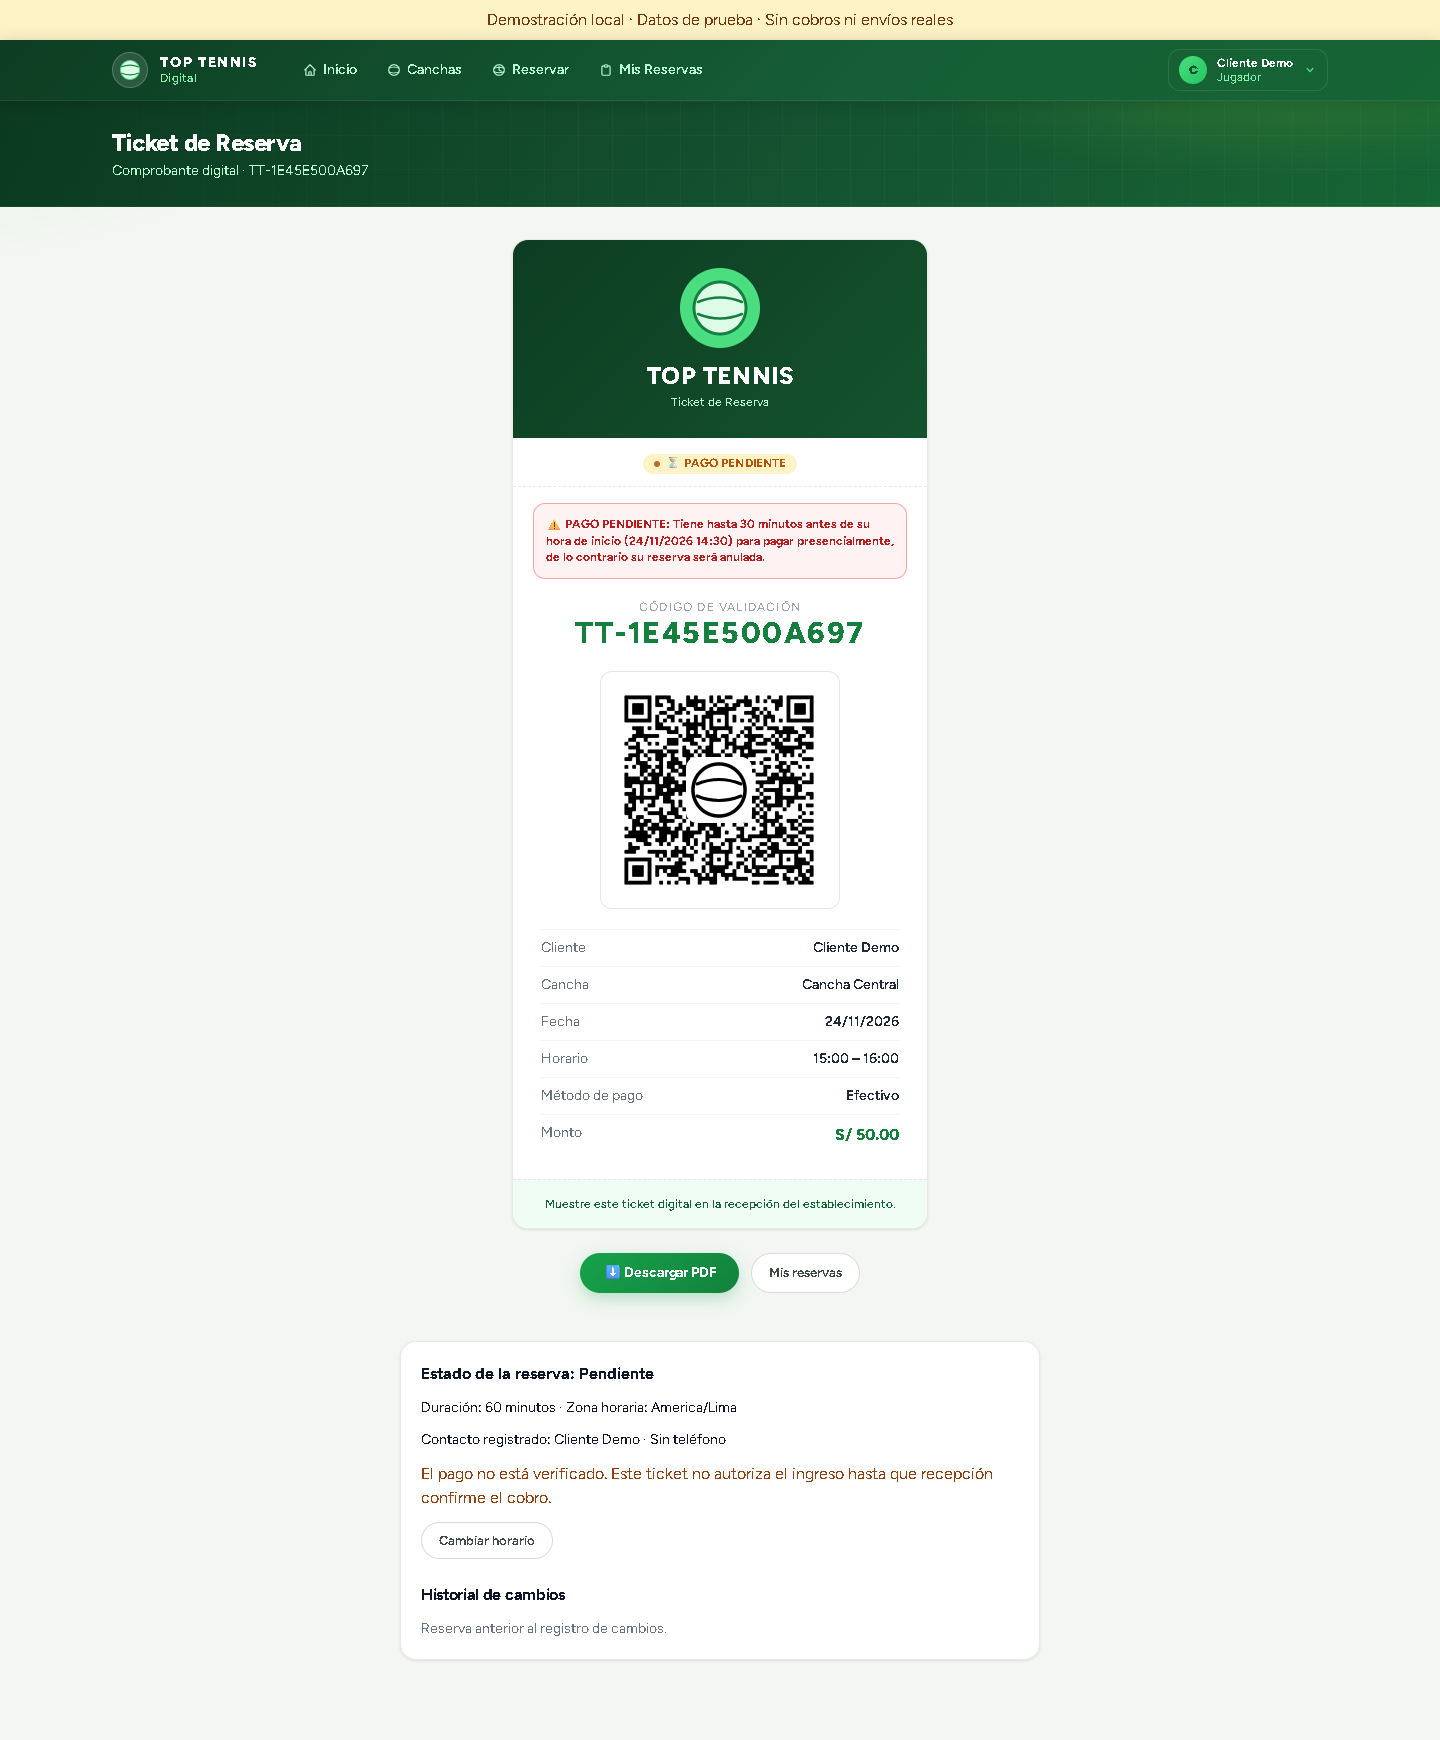 Demostración local · Datos de prueba · Sin cobros ni envíos reales
TOP TENNIS
Digital
Inicio
Canchas
Reservar
Mis Reservas
C
Cliente Demo
Jugador
Ticket de Reserva
Comprobante digital · TT-1E45E500A697
TOP TENNIS
Ticket de Reserva
PAGO PENDIENTE
PAGO PENDIENTE: Tiene hasta 30 minutos antes de su
hora de inicio (24/11/2026 14:30) para pagar presencialmente,
de lo contrario su reserva será anulada.
CÓDIGO DE VALIDACIÓN
TT-1E45E500A697
Cliente Cliente Demo
Cancha Cancha Central
Fecha 24/11/2026
Horario 15:00 – 16:00
Método de pago Efectivo
Monto S/ 50.00
Muestre este ticket digital en la recepción del establecimiento.
Descargar PDF
Mis reservas
Estado de la reserva: Pendiente
Duración: 60 minutos · Zona horaria: America/Lima
Contacto registrado: Cliente Demo · Sin teléfono
El pago no está verificado. Este ticket no autoriza el ingreso hasta que recepción
confirme el cobro.
Cambiar horario
Historial de cambios
Reserva anterior al registro de cambios.